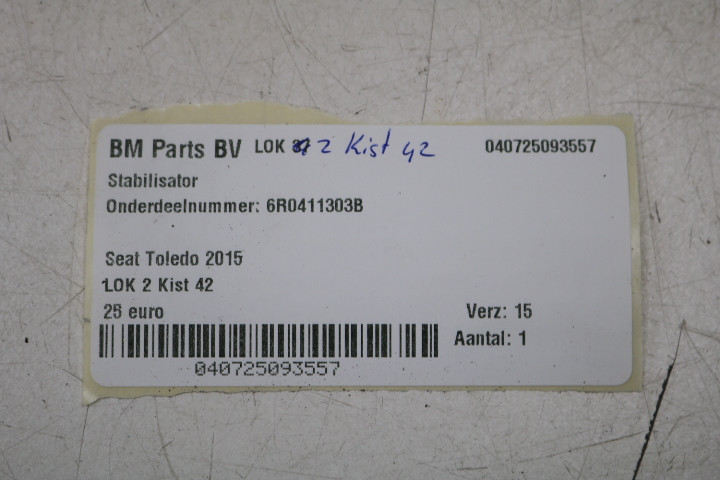 BM Parts BV LOK 2 Kist 42 040725093557
Stabilisator
Onderdeelnummer: 6R0411303B
Seat Toledo 2015
LOK 2 Kist 42
25 euro Verz: 15
Aantal: 1
040725093557